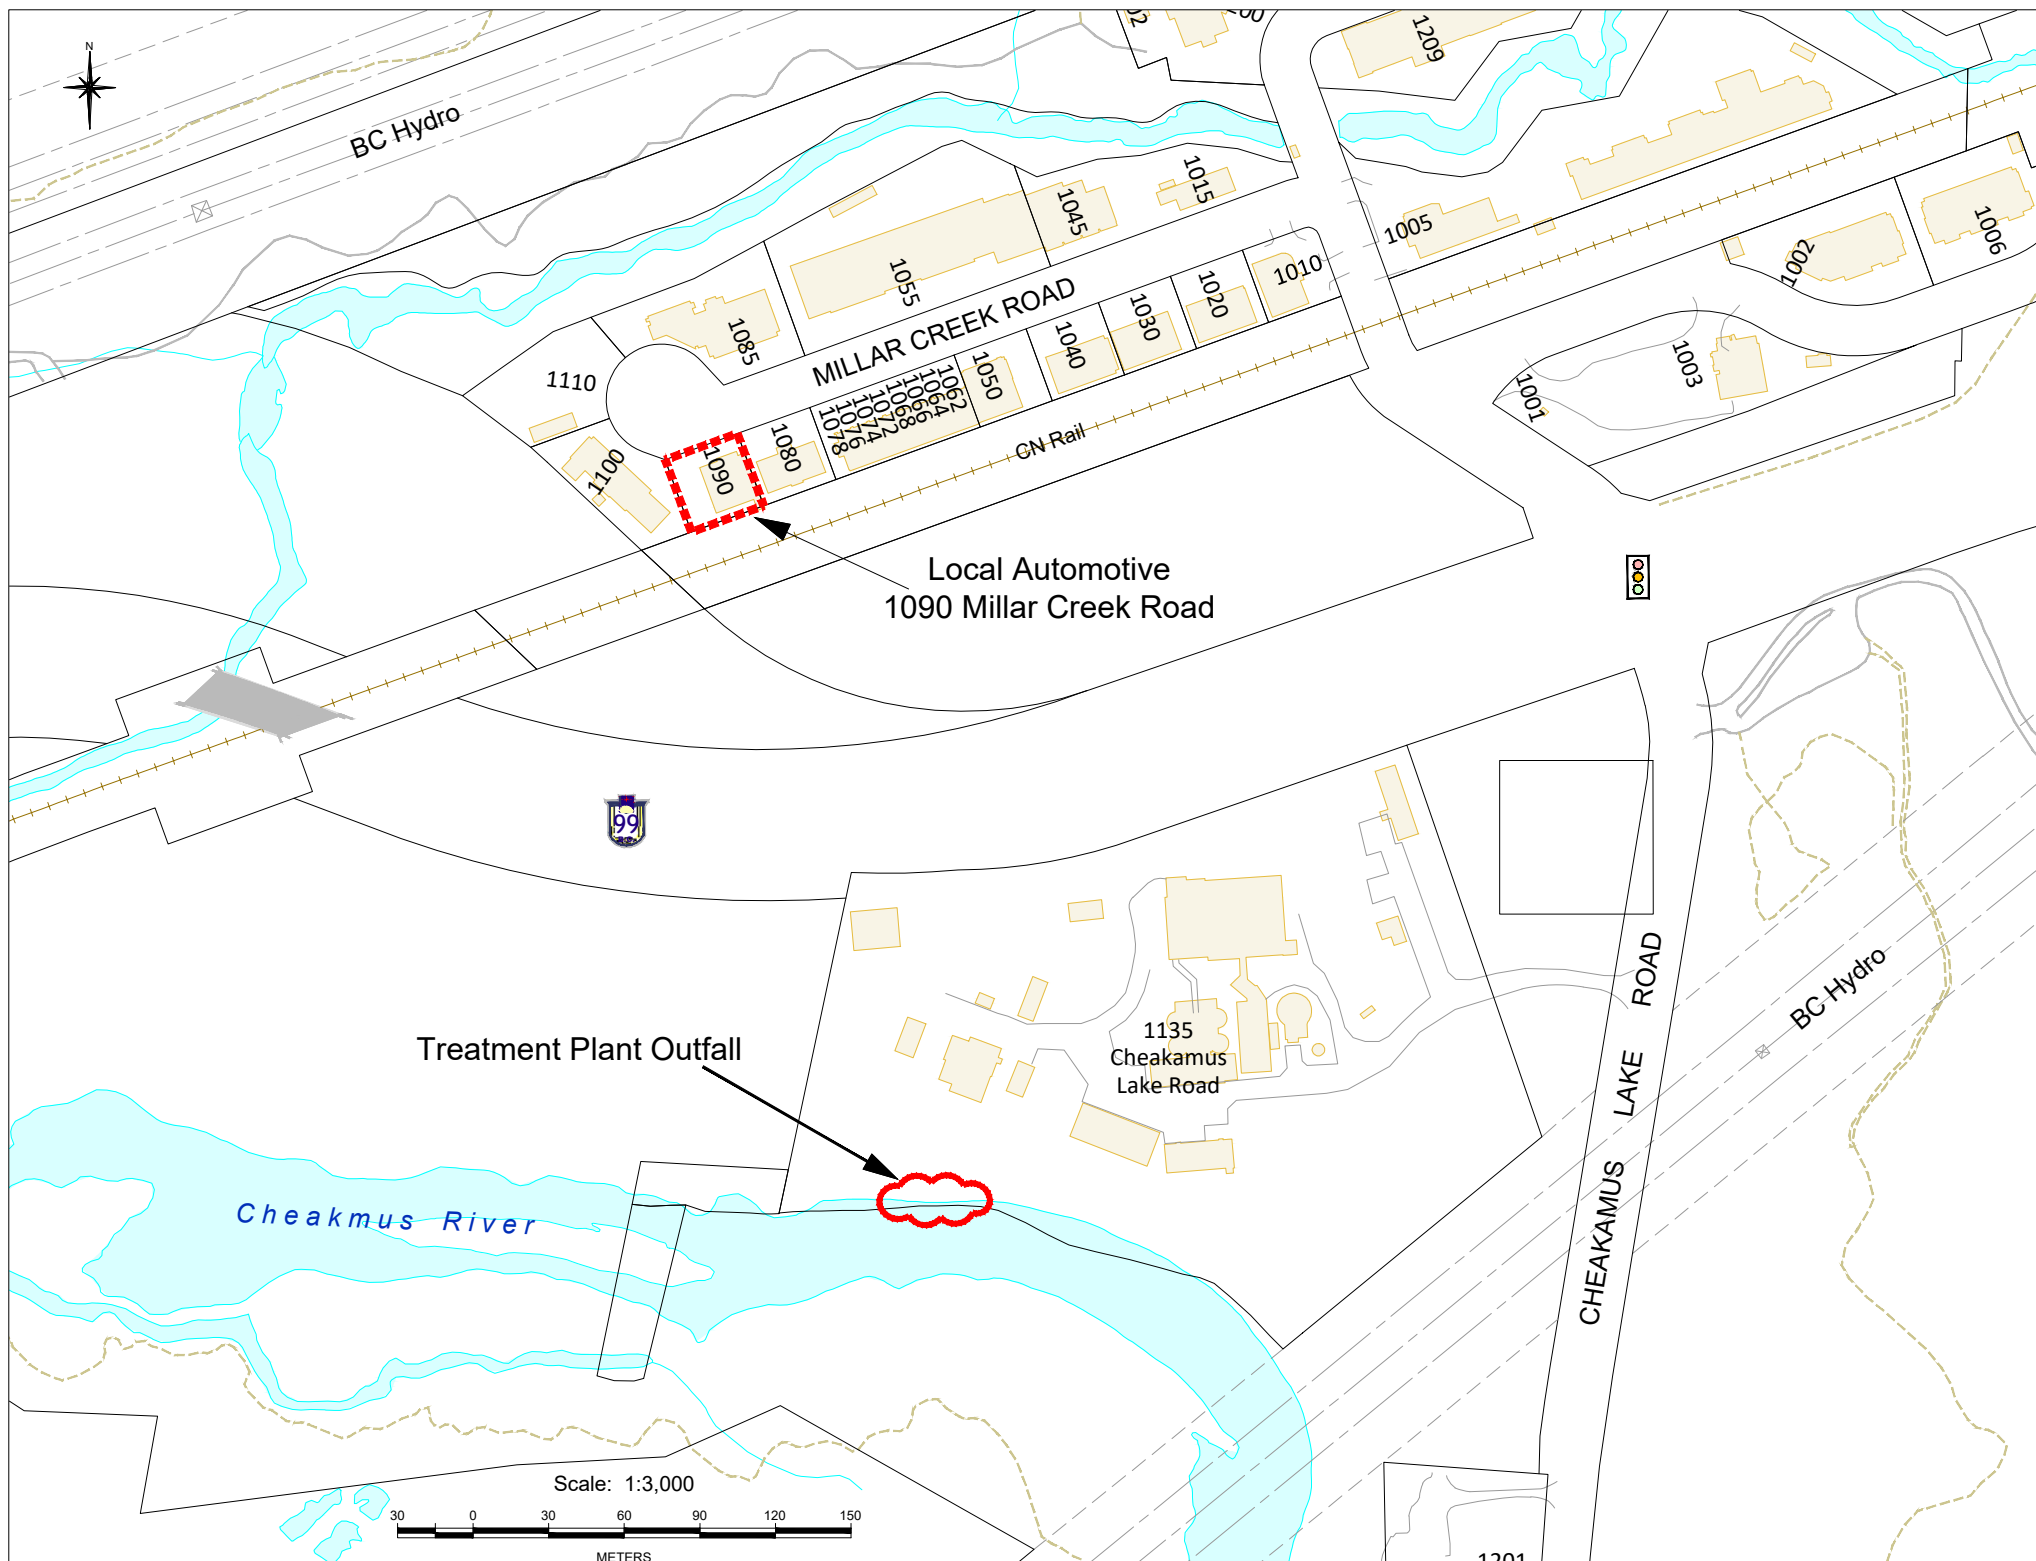 N
BC Hydro
1209
1015
1045
1055
1085
1110
1005
1010
1020
1030
1040
1050
1002
1006
1003
1001
MILLAR CREEK ROAD
1062
1064
1066
1068
1072
1074
1076
1078
1080
1090
1100
CN Rail
Local Automotive
1090 Millar Creek Road
99
ROAD
LAKE
CHEAKAMUS
BC Hydro
1135
Cheakamus
Lake Road
Treatment Plant Outfall
Cheakmus River
Scale: 1:3,000
30 0 30 60 90 120 150
METERS
1201